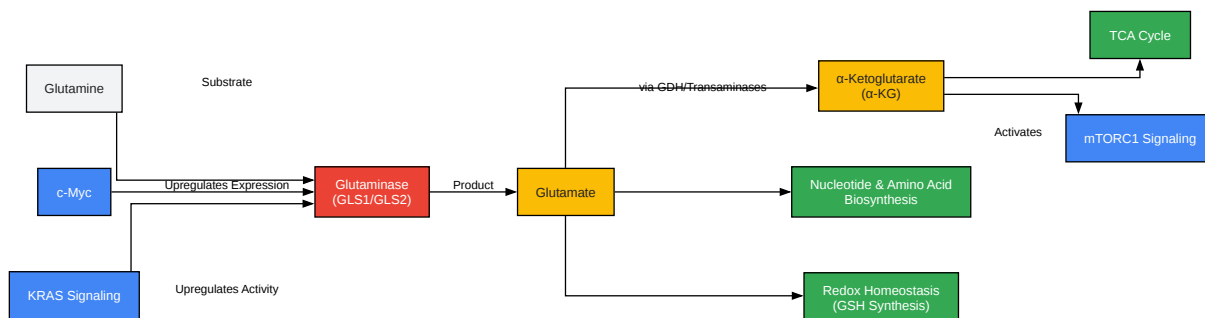 TCA Cycle
Glutamine
Substrate
via GDH/Transaminases
α-Ketoglutarate
(α-KG)
Activates
mTORC1 Signaling
c-Myc
Upregulates Expression
Glutaminase
(GLS1/GLS2)
Product
Glutamate
Nucleotide & Amino Acid
Biosynthesis
KRAS Signaling
Upregulates Activity
Redox Homeostasis
(GSH Synthesis)